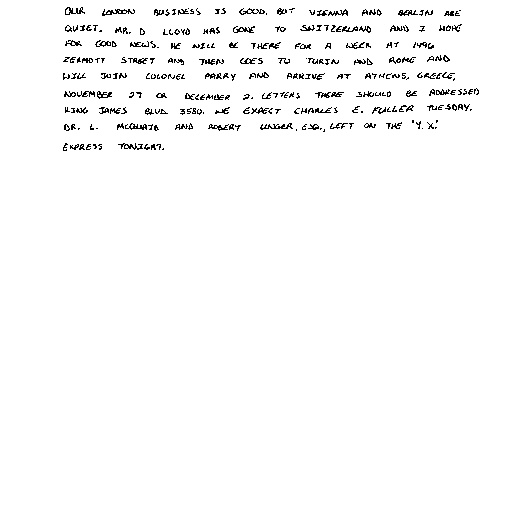 OUR LONDON BUSINESS IS GOOD, BUT VIENNA AND BERLIN ARE
QUIET. MR. D LLOYD HAS GONE TO SWITZERLAND AND I HOPE
FOR GOOD NEWS. HE WILL BE THERE FOR A WEEK AT 1496
ZERMOTT STREET AND THEN GOES TO TURIN AND ROME AND
WILL JOIN COLONEL PARRY AND ARRIVE AT ATHENS, GREECE,
NOVEMBER 27 OR DECEMBER 2. LETTERS THERE SHOULD BE ADDRESSED
KING JAMES BLVD. 3580. WE EXPECT CHARLES E. FULLER TUESDAY.
DR. L. MCQUAID AND ROBERT UNGER, ESQ., LEFT ON THE "Y.X."
EXPRESS TONIGHT.